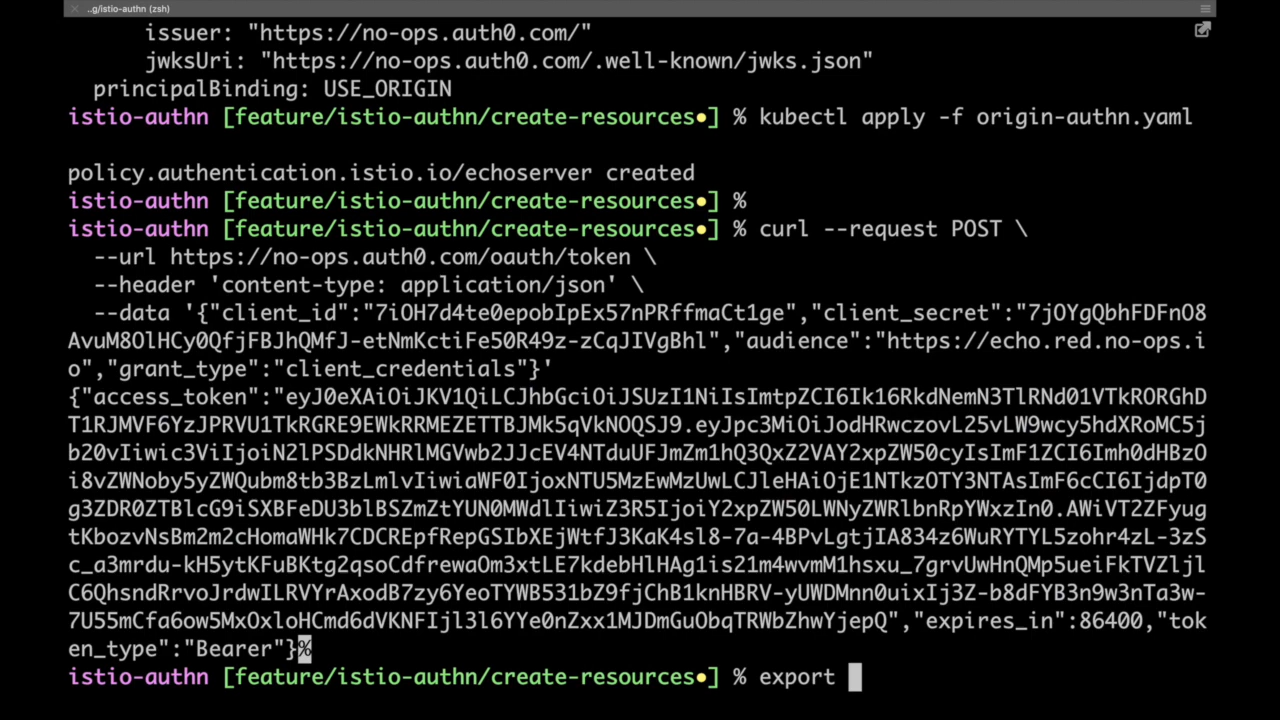 ..g/istio-authn (zsh)
issuer: "https://no-ops.auth0.com/"
jwksUri: "https://no-ops.auth0.com/.well-known/jwks.json"
principalBinding: USE_ORIGIN
istio-authn [feature/istio-authn/create-resources•] % kubectl apply -f origin-authn.yaml
policy.authentication.istio.io/echoserver created
istio-authn [feature/istio-authn/create-resources•] %
istio-authn [feature/istio-authn/create-resources•] % curl --request POST \
--url https://no-ops.auth0.com/oauth/token \
--header 'content-type: application/json' \
--data '{"client_id":"7iOH7d4te0epobIpEx57nPRffmaCt1ge","client_secret":"7jOYgQbhFDFnO8
AvuM8OlHCy0QfjFBJhQMfJ-etNmKctiFe50R49z-zCqJIVgBhl","audience":"https://echo.red.no-ops.i
o","grant_type":"client_credentials"}'
{"access_token":"eyJ0eXAiOiJKV1QiLCJhbGciOiJSUzI1NiIsImtpZCI6Ik16RkdNemN3TlRNd01VTkRORGhD
T1RJMVF6YzJPRVU1TkRGRE9EWkRRMEZETTBJMk5qVkNOQSJ9.eyJpc3MiOiJodHRwczovL25vLW9wcy5hdXRoMC5j
b20vIiwic3ViIjoiN2lPSDdkNHRlMGVwb2JJcEV4NTduUFJmZm1hQ3QxZ2VAY2xpZW50cyIsImF1ZCI6Imh0dHBzO
i8vZWNoby5yZWQubm8tb3BzLmlvIiwiaWF0IjoxNTU5MzEwMzUwLCJleHAiOjE1NTkzOTY3NTAsImF6cCI6IjdpT0
g3ZDR0ZTBlcG9iSXBFeDU3blBSZmZtYUN0MWdlIiwiZ3R5IjoiY2xpZW50LWNyZWRlbnRpYWxzIn0.AWiVT2ZFyug
tKbozvNsBm2m2cHomaWHk7CDCREpfRepGSIbXEjWtfJ3KaK4sl8-7a-4BPvLgtjIA834z6WuRYTYL5zohr4zL-3zS
c_a3mrdu-kH5ytKFuBKtg2qsoCdfrewaOm3xtLE7kdebHlHAg1is21m4wvmM1hsxu_7grvUwHnQMp5ueiFkTVZljl
C6QhsndRrvoJrdwILRVYrAxodB7zy6YeoTYWB531bZ9fjChB1knHBRV-yUWDMnn0uixIj3Z-b8dFYB3n9w3nTa3w-
7U55mCfa6ow5MxOxloHCmd6dVKNFIjl3l6YYe0nZxx1MJDmGuObqTRWbZhwYjepQ","expires_in":86400,"tok
en_type":"Bearer"}%
istio-authn [feature/istio-authn/create-resources•] % export